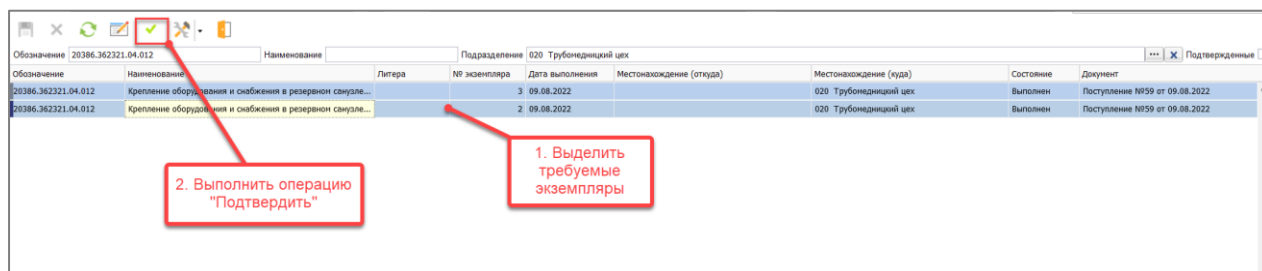 Обозначение 20386.362321.04.012 Наименование Подразделение 020 Трубомедницкий цех ... X Подтвержденные
Обозначение Наименование Литера № экземпляра Дата выполнения Местонахождение (откуда) Местонахождение (куда) Состояние Документ
20386.362321.04.012 Крепление оборудования и снабжения в резервном санузле... 3 09.08.2022 020 Трубомедницкий цех Выполнен Поступление №59 от 09.08.2022
20386.362321.04.012 Крепление оборудования и снабжения в резервном санузле... 2 09.08.2022 020 Трубомедницкий цех Выполнен Поступление №59 от 09.08.2022
1. Выделить
требуемые
экземпляры
2. Выполнить операцию
"Подтвердить"